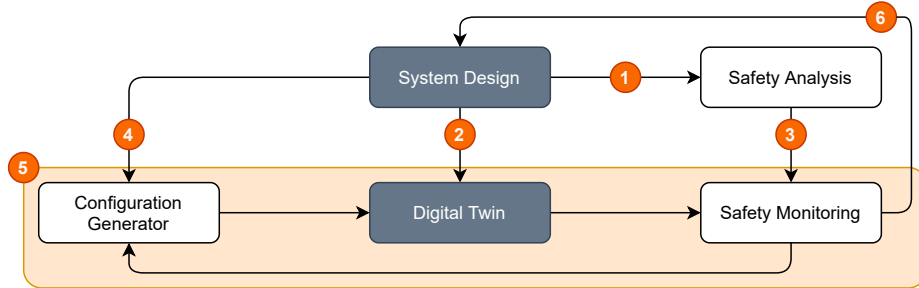 6
System Design
1
Safety Analysis
4
2
3
5
Configuration
Generator
Digital Twin
Safety Monitoring